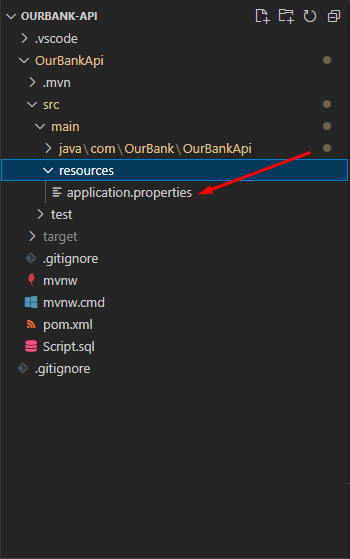 OURBANK-API
.vscode
OurBankApi
.mvn
src
main
java\com\OurBank\OurBankApi
resources
application.properties
test
target
.gitignore
mvnw
mvnw.cmd
pom.xml
Script.sql
.gitignore